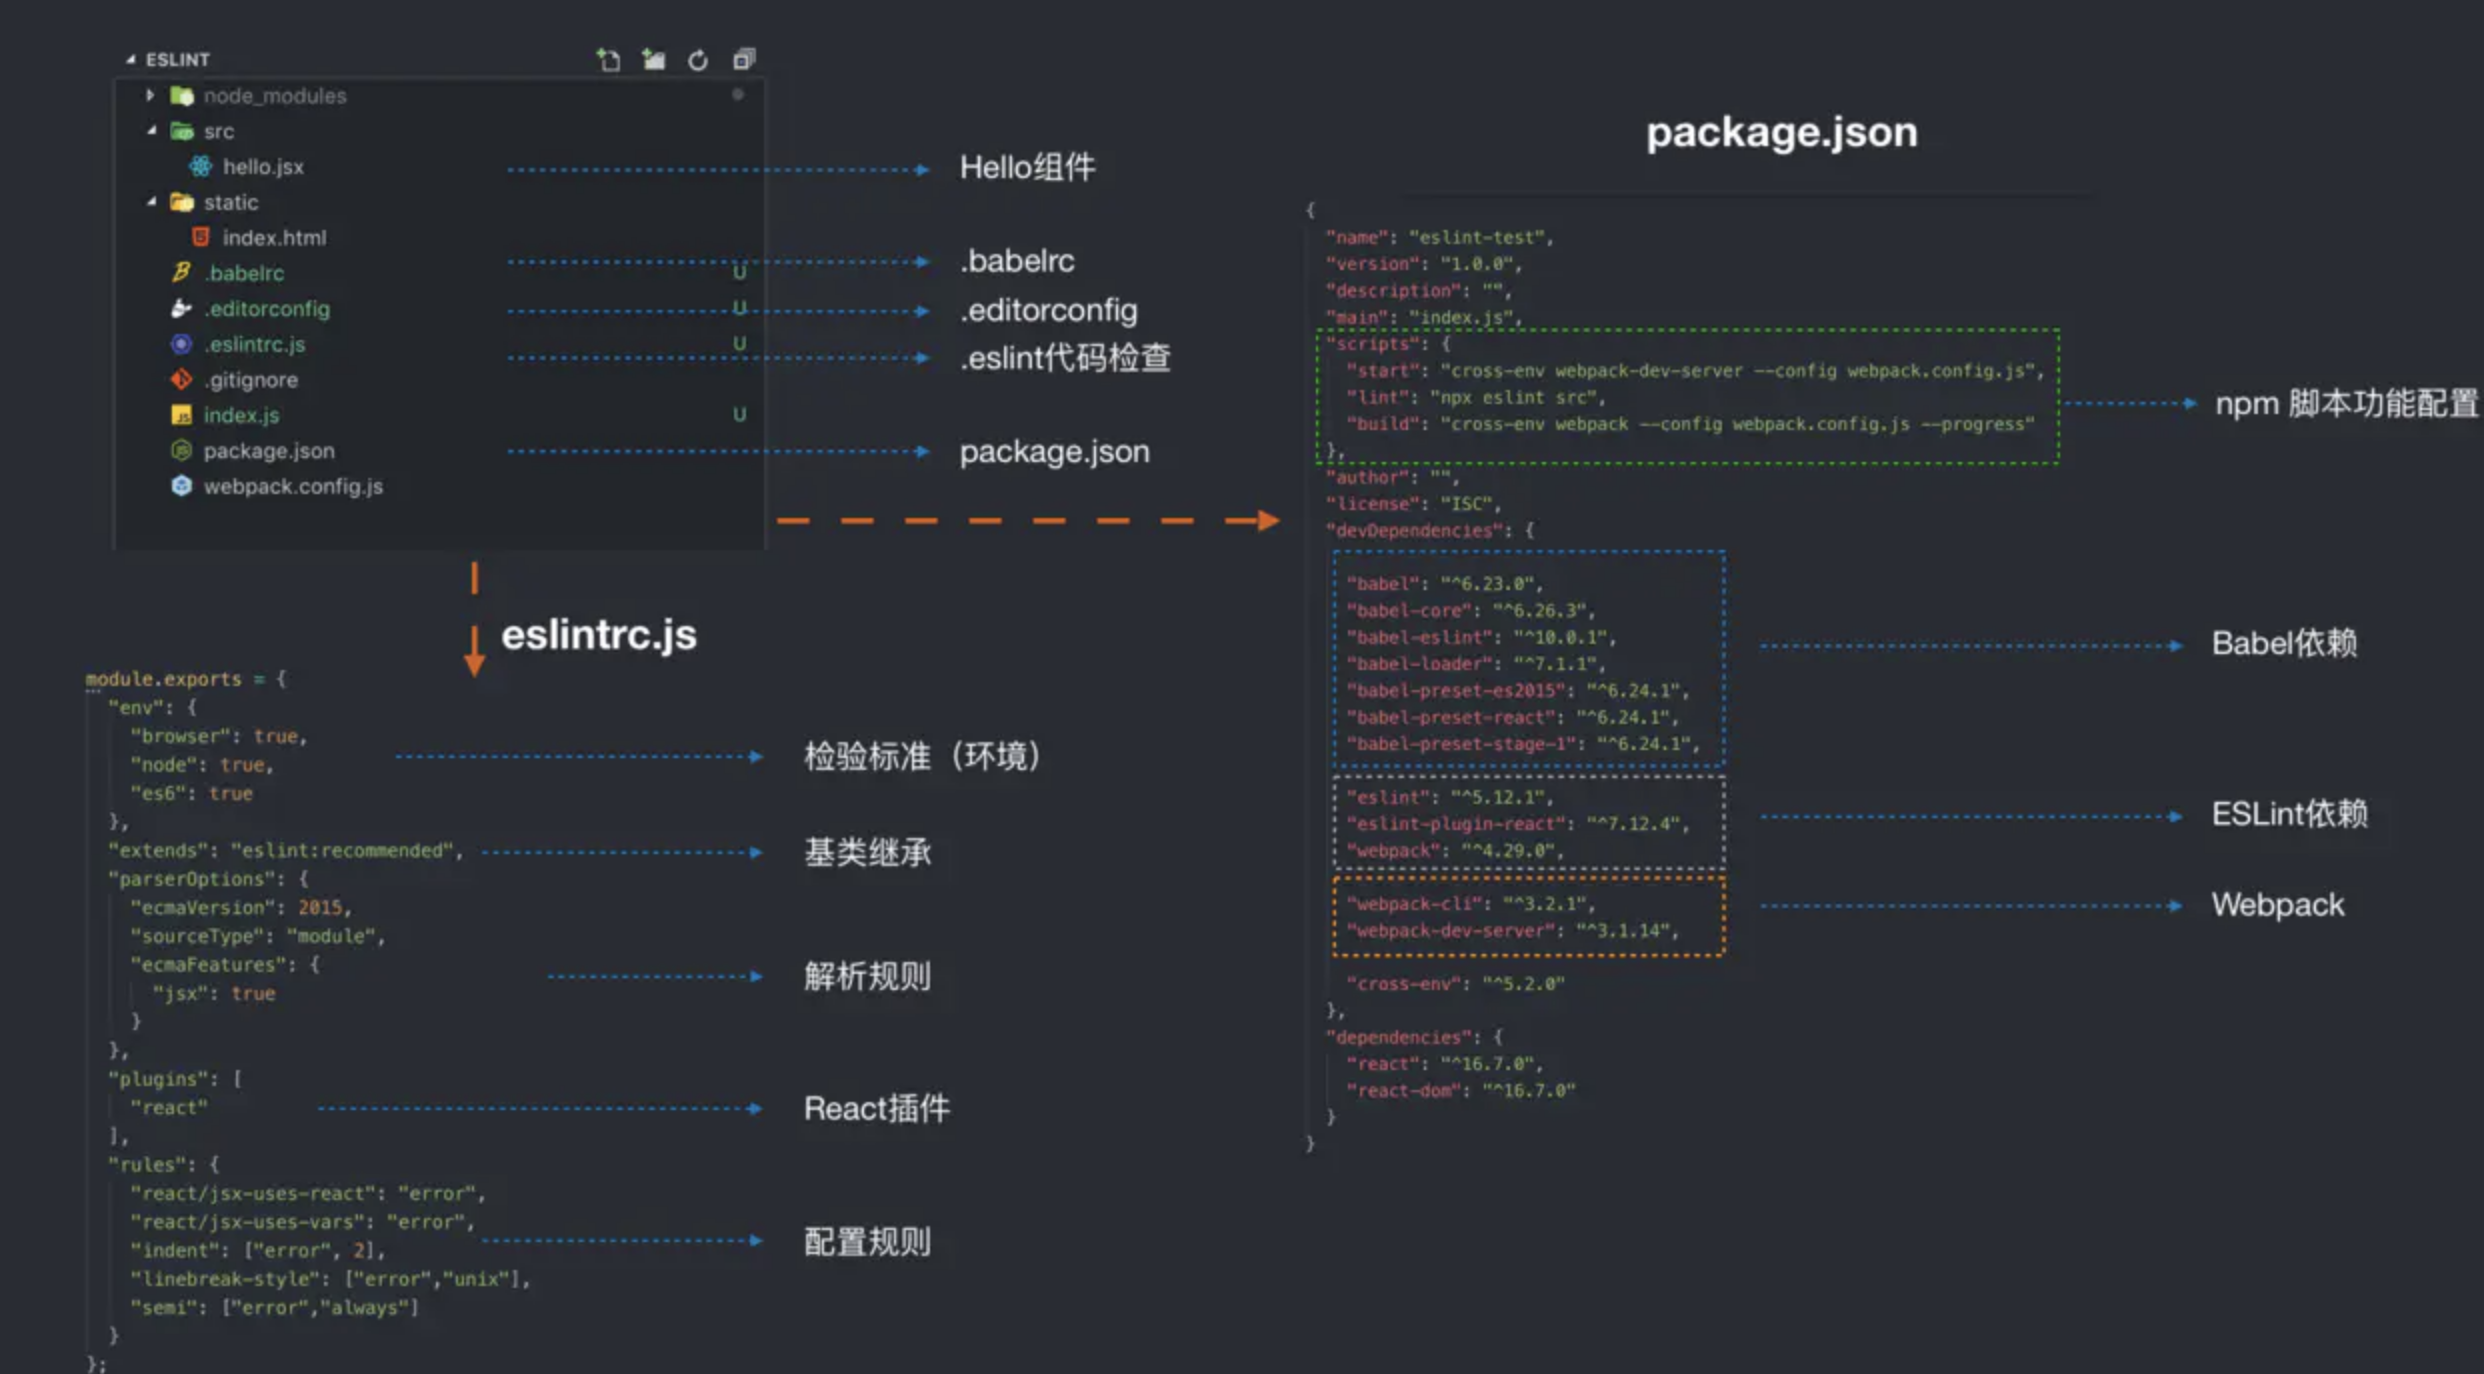 ESLINT
node_modules
src
hello.jsx
static
index.html
.babelrc U
.editorconfig U
.eslintrc.js U
.gitignore
index.js U
package.json
webpack.config.js
Hello组件
.babelrc
.editorconfig
.eslint代码检查
package.json
eslintrc.js
module.exports = {
"env": {
"browser": true,
"node": true,
"es6": true
},
"extends": "eslint:recommended",
"parserOptions": {
"ecmaVersion": 2015,
"sourceType": "module",
"ecmaFeatures": {
"jsx": true
}
},
"plugins": [
"react"
],
"rules": {
"react/jsx-uses-react": "error",
"react/jsx-uses-vars": "error",
"indent": ["error", 2],
"linebreak-style": ["error","unix"],
"semi": ["error","always"]
}
};
检验标准（环境）
基类继承
解析规则
React插件
配置规则
package.json
{
"name": "eslint-test",
"version": "1.0.0",
"description": "",
"main": "index.js",
"scripts": {
"start": "cross-env webpack-dev-server --config webpack.config.js",
"lint": "npx eslint src",
"build": "cross-env webpack --config webpack.config.js --progress"
},
"author": "",
"license": "ISC",
"devDependencies": {
"babel": "^6.23.0",
"babel-core": "^6.26.3",
"babel-eslint": "^10.0.1",
"babel-loader": "^7.1.1",
"babel-preset-es2015": "^6.24.1",
"babel-preset-react": "^6.24.1",
"babel-preset-stage-1": "^6.24.1",
"eslint": "^5.12.1",
"eslint-plugin-react": "^7.12.4",
"webpack": "^4.29.0",
"webpack-cli": "^3.2.1",
"webpack-dev-server": "^3.1.14",
"cross-env": "^5.2.0"
},
"dependencies": {
"react": "^16.7.0",
"react-dom": "^16.7.0"
}
}
npm 脚本功能配置
Babel依赖
ESLint依赖
Webpack